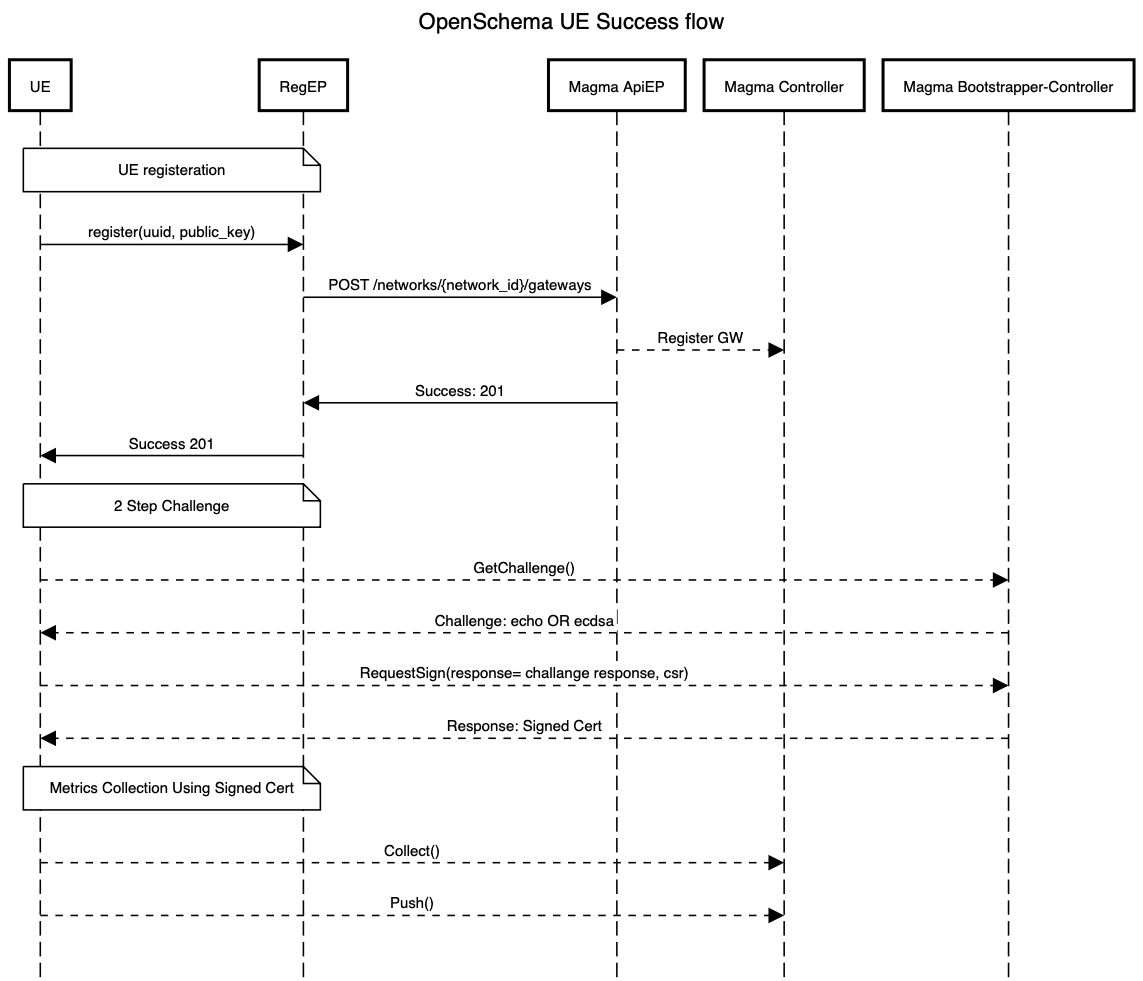 OpenSchema UE Success flow
UE
RegEP
Magma ApiEP
Magma Controller
Magma Bootstrapper-Controller
UE registeration
register(uuid, public_key)
POST /networks/{network_id}/gateways
Register GW
Success: 201
Success 201
2 Step Challenge
GetChallenge()
Challenge: echo OR ecdsa
RequestSign(response= challange response, csr)
Response: Signed Cert
Metrics Collection Using Signed Cert
Collect()
Push()